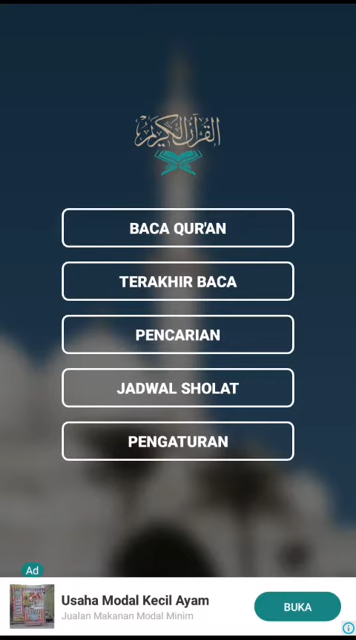 القرآن الكريم
BACA QUR'AN
TERAKHIR BACA
PENCARIAN
JADWAL SHOLAT
PENGATURAN
Ad
Usaha Modal Kecil Ayam
Jualan Makanan Modal Minim
BUKA